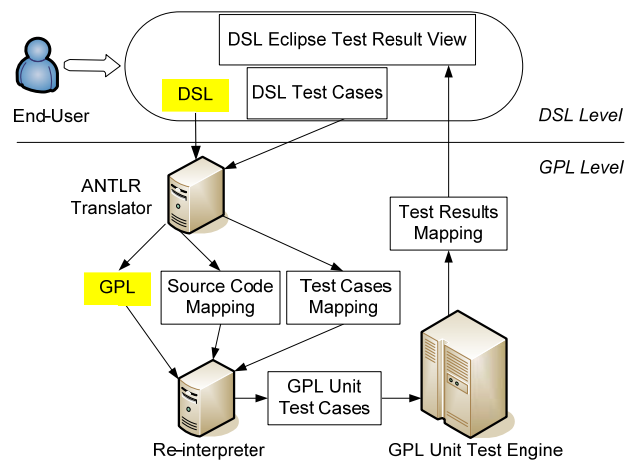 DSL Eclipse Test Result View
DSL
DSL Test Cases
End-User
DSL Level
GPL Level
ANTLR
Translator
Test Results
Mapping
GPL
Source Code
Mapping
Test Cases
Mapping
GPL Unit
Test Cases
Re-interpreter
GPL Unit Test Engine